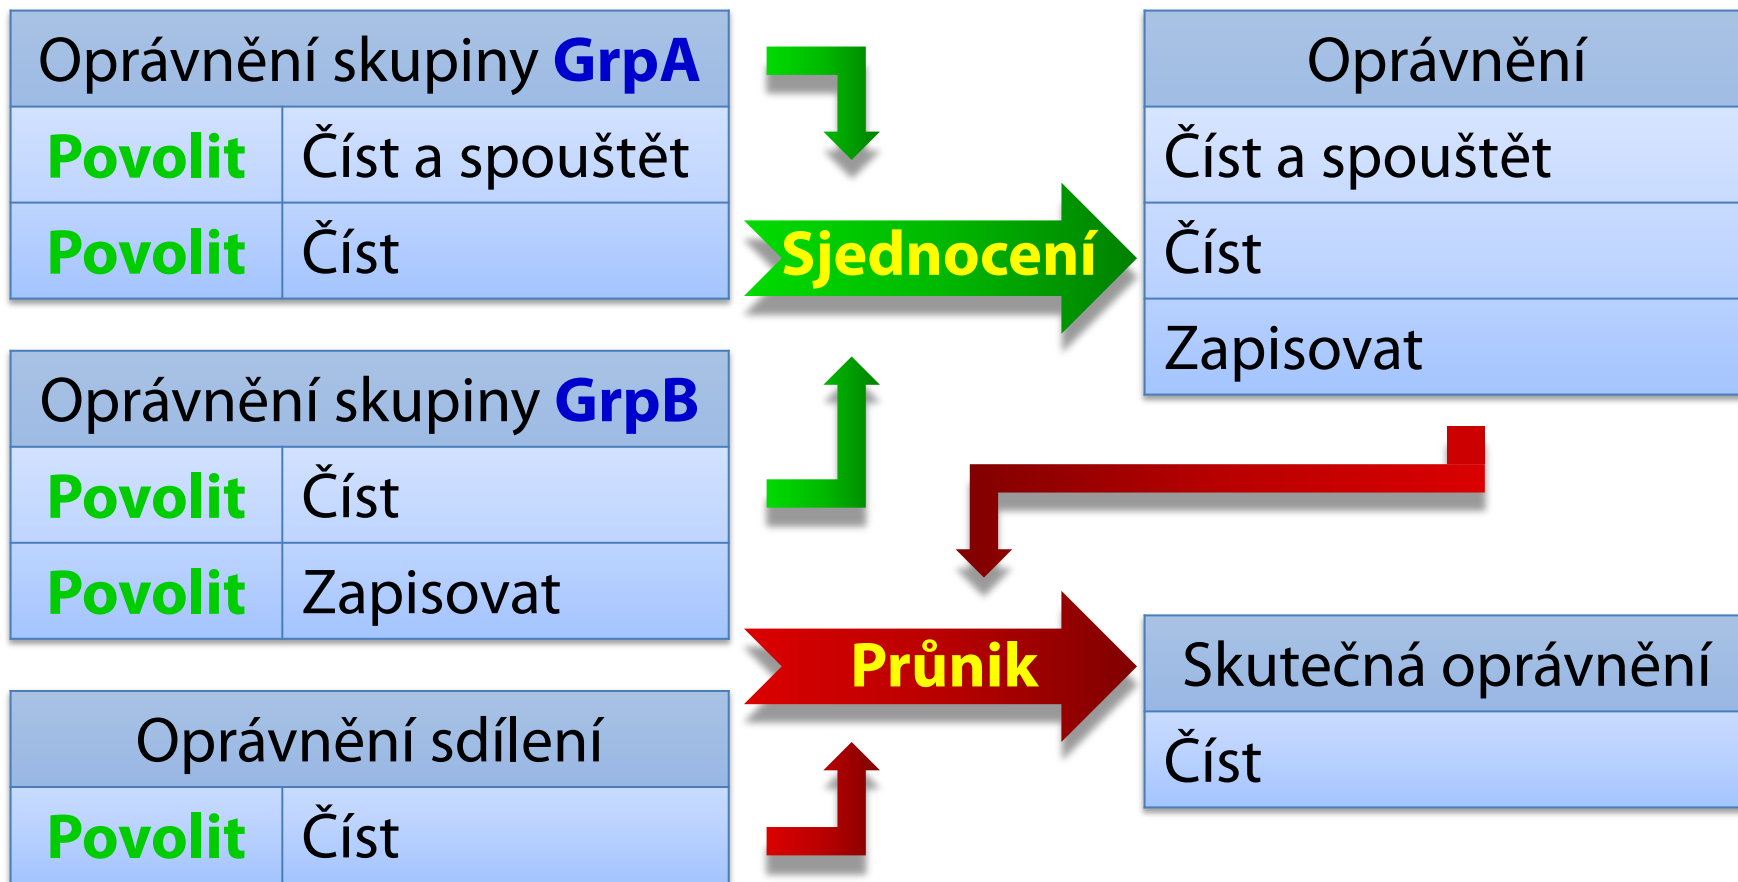 Oprávnění skupiny GrpA
Povolit Číst a spouštět
Povolit Číst
Oprávnění skupiny GrpB
Povolit Číst
Povolit Zapisovat
Oprávnění sdílení
Povolit Číst
Sjednocení
Průnik
Oprávnění
Číst a spouštět
Číst
Zapisovat
Skutečná oprávnění
Číst